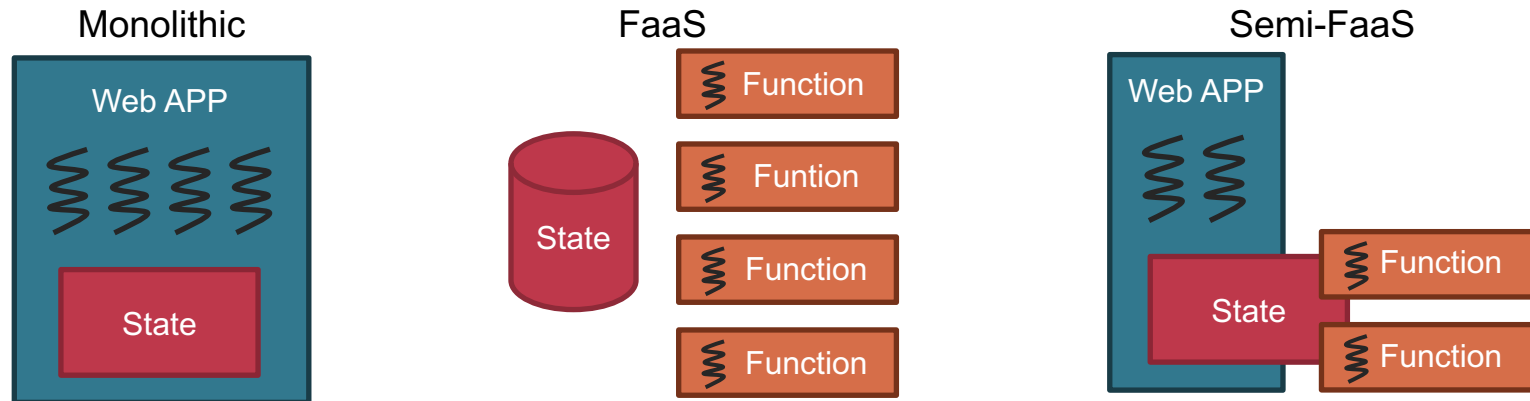 Monolithic
Web APP
State
FaaS
State
Function
Funtion
Function
Function
Semi-FaaS
Web APP
State
Function
Function